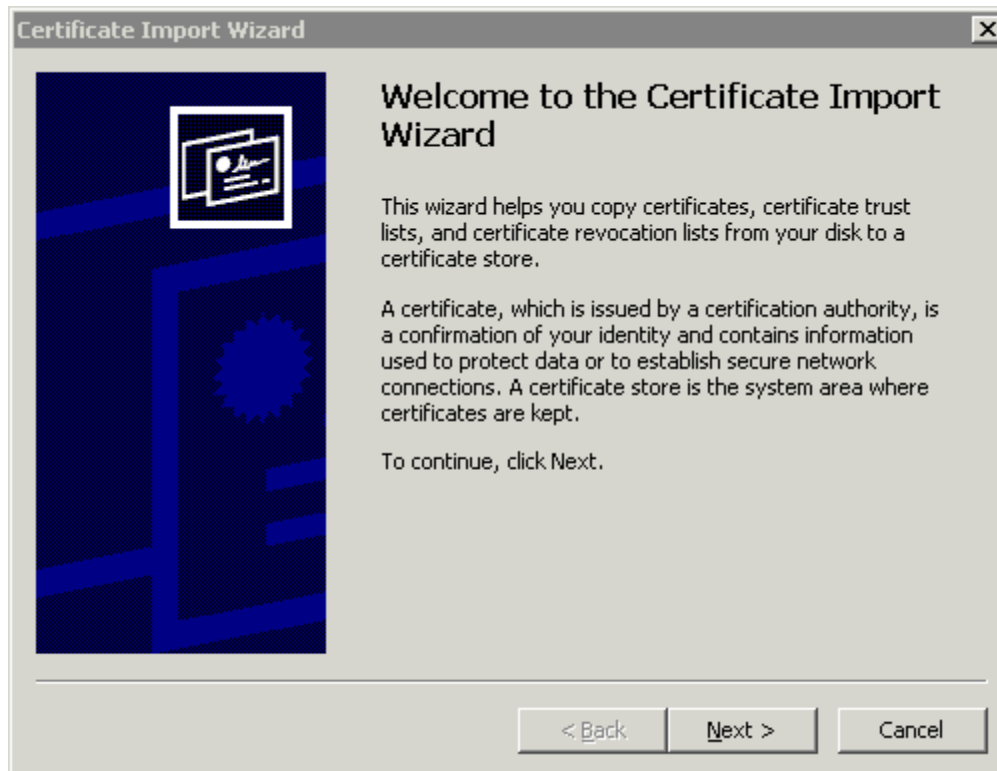 Certificate Import Wizard
Welcome to the Certificate Import
Wizard
This wizard helps you copy certificates, certificate trust
lists, and certificate revocation lists from your disk to a
certificate store.
A certificate, which is issued by a certification authority, is
a confirmation of your identity and contains information
used to protect data or to establish secure network
connections. A certificate store is the system area where
certificates are kept.
To continue, click Next.
< Back
Next >
Cancel